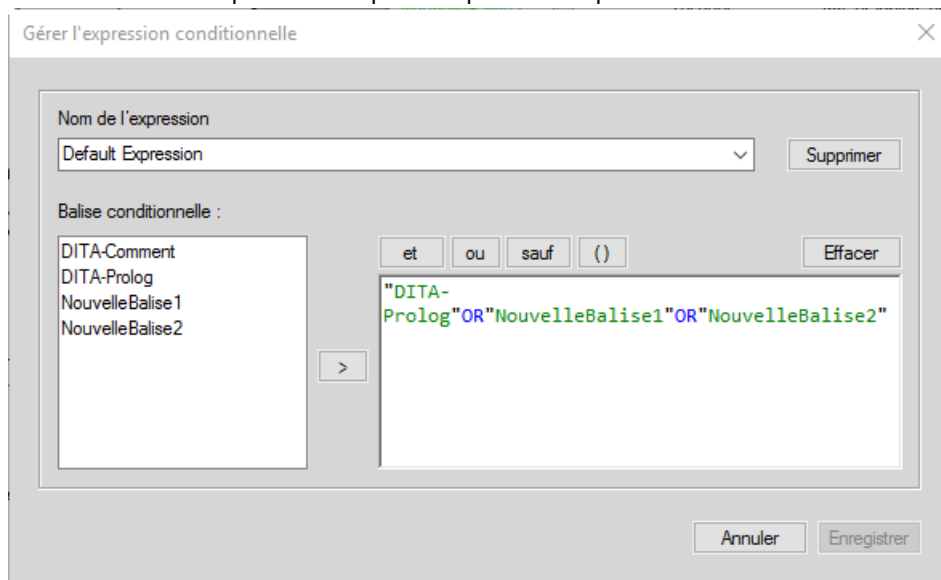 Gérer l'expression conditionnelle
Nom de l'expression
Default Expression
Supprimer
Balise conditionnelle :
DITA-Comment
DITA-Prolog
NouvelleBalise1
NouvelleBalise2
>
et ou sauf () Effacer
"DITA-
Prolog"OR"NouvelleBalise1"OR"NouvelleBalise2"
Annuler Enregistrer